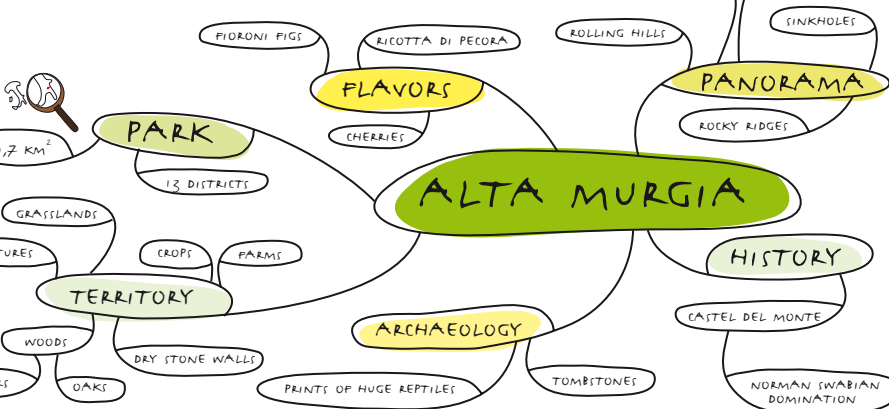 FIORONI FIGS
RICOTTA DI PECORA
ROLLING HILLS
SINKHOLES
FLAVORS
PANORAMA
CHERRIES
ROCKY RIDGES
PARK
,7 KM²
13 DISTRICTS
ALTA MURGIA
GRASSLANDS
CROPS
FARMS
HISTORY
TERRITORY
CASTEL DEL MONTE
ARCHAEOLOGY
WOODS
DRY STONE WALLS
OAKS
PRINTS OF HUGE REPTILES
TOMBSTONES
NORMAN SWABIAN
DOMINATION